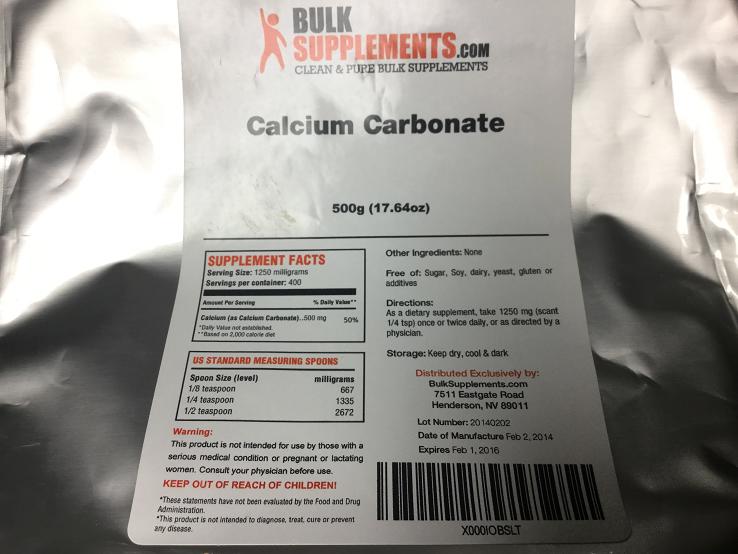 BULK
SUPPLEMENTS.COM
CLEAN & PURE BULK SUPPLEMENTS
Calcium Carbonate
500g (17.64oz)
SUPPLEMENT FACTS
Serving Size: 1250 milligrams
Servings per container: 400
Amount Per Serving % Daily Value**
Calcium (as Calcium Carbonate)..500 mg 50%
*Daily Value not established.
**Based on 2,000 calorie diet
US STANDARD MEASURING SPOONS
Spoon Size (level) milligrams
1/8 teaspoon 667
1/4 teaspoon 1335
1/2 teaspoon 2672
Warning:
This product is not intended for use by those with a
serious medical condition or pregnant or lactating
women. Consult your physician before use.
KEEP OUT OF REACH OF CHILDREN!
*These statements have not been evaluated by the Food and Drug
Administration.
*This product is not intended to diagnose, treat, cure or prevent
any disease.
Other Ingredients: None
Free of: Sugar, Soy, dairy, yeast, gluten or
additives
Directions:
As a dietary supplement, take 1250 mg (scant
1/4 tsp) once or twice daily, or as directed by a
physician.
Storage: Keep dry, cool & dark
Distributed Exclusively by:
BulkSupplements.com
7511 Eastgate Road
Henderson, NV 89011
Lot Number: 20140202
Date of Manufacture Feb 2, 2014
Expires Feb 1, 2016
X000IOBSLT